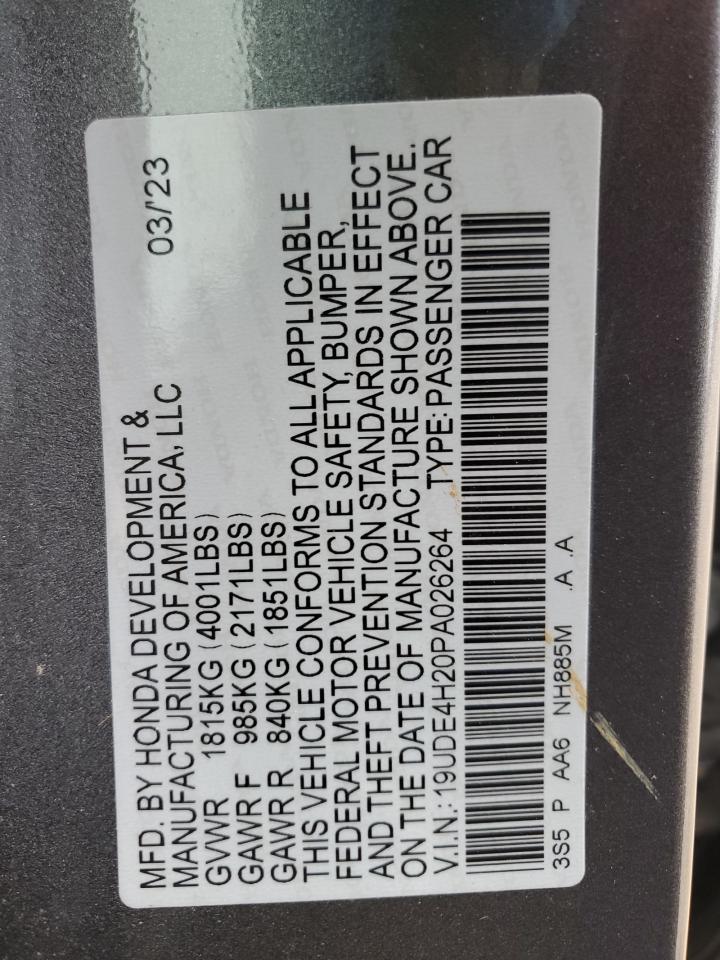 MFD. BY HONDA DEVELOPMENT & 03/'23
MANUFACTURING OF AMERICA, LLC
GVWR 1815KG (4001LBS)
GAWR F 985KG (2171LBS)
GAWR R 840KG (1851LBS)
THIS VEHICLE CONFORMS TO ALL APPLICABLE
FEDERAL MOTOR VEHICLE SAFETY, BUMPER,
AND THEFT PREVENTION STANDARDS IN EFFECT
ON THE DATE OF MANUFACTURE SHOWN ABOVE.
V.I.N.: 19UDE4H20PA026264 TYPE: PASSENGER CAR
3S5 P AA6 NH885M .A .A